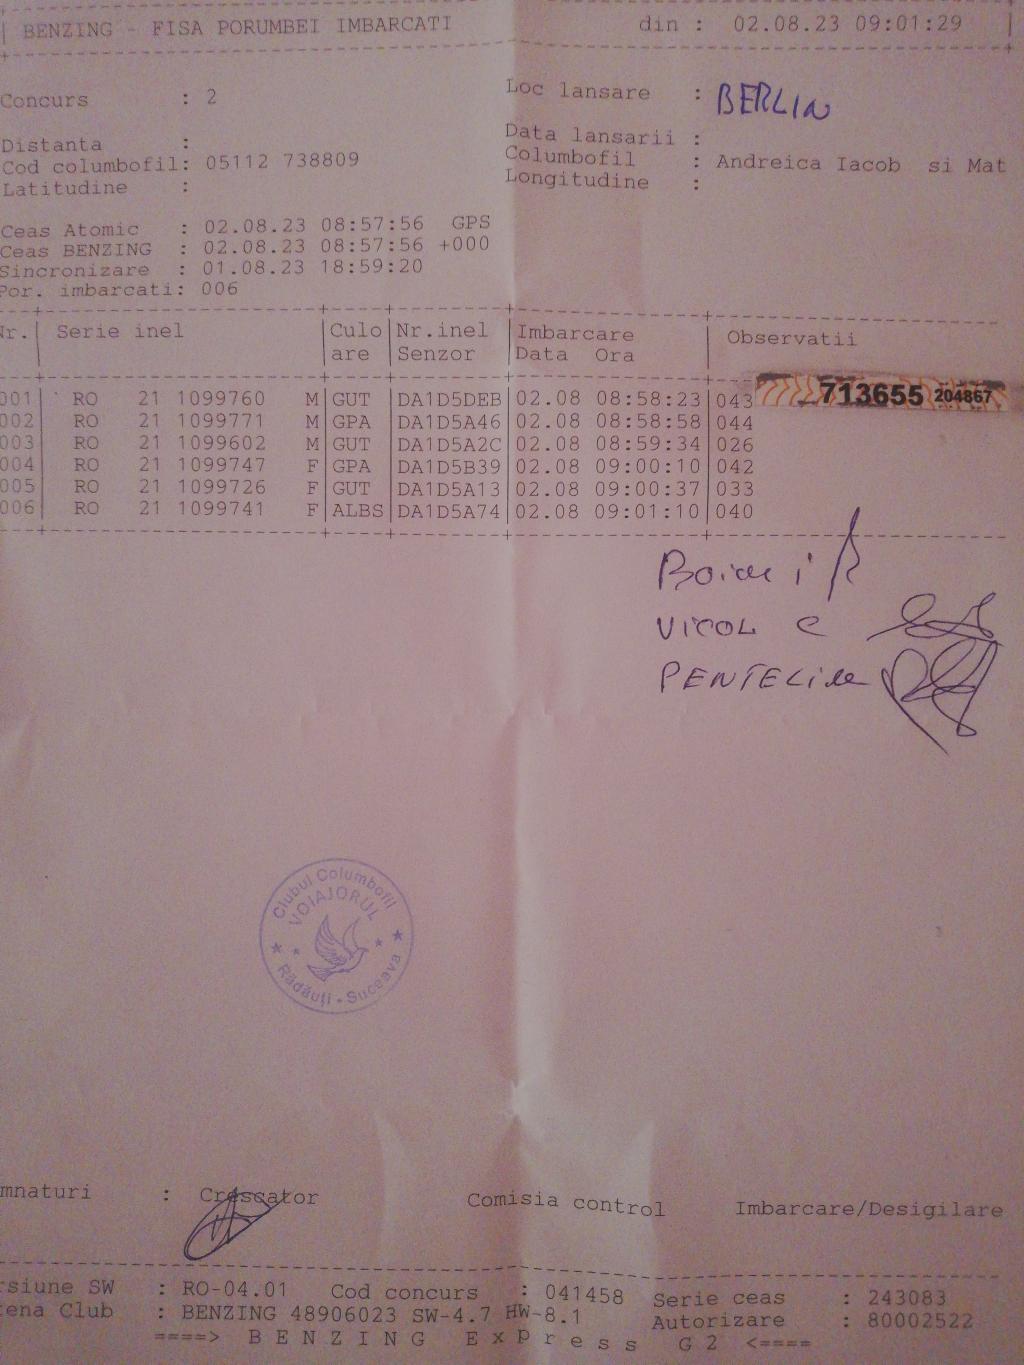 BENZING - FISA PORUMBEI IMBARCATI din : 02.08.23 09:01:29
Concurs : 2 Loc lansare : BERLIN
Distanta : Data lansarii :
Cod columbofil: 05112 738809 Columbofil : Andreica Iacob si Mat
Latitudine : Longitudine :
Ceas Atomic : 02.08.23 08:57:56 GPS
Ceas BENZING : 02.08.23 08:57:56 +000
Sincronizare : 01.08.23 18:59:20
Por. imbarcati: 006
Nr. Serie inel Culo Nr.inel Imbarcare Observatii
are Senzor Data Ora
001 RO 21 1099760 M GUT DA1D5DEB 02.08 08:58:23 043 713655 204867
002 RO 21 1099771 M GPA DA1D5A46 02.08 08:58:58 044
003 RO 21 1099602 M GUT DA1D5A2C 02.08 08:59:34 026
004 RO 21 1099747 F GPA DA1D5B39 02.08 09:00:10 042
005 RO 21 1099726 F GUT DA1D5A13 02.08 09:00:37 033
006 RO 21 1099741 F ALBS DA1D5A74 02.08 09:01:10 040
VICOL C
Clubul Columbofil
VOIAJORUL
Rădăuți - Suceava
mnaturi : Crescator Comisia control Imbarcare/Desigilare
rsiune SW : RO-04.01 Cod concurs : 041458 Serie ceas : 243083
tena Club : BENZING 48906023 SW-4.7 HW-8.1 Autorizare : 80002522
====> B E N Z I N G E x p r e s s G 2 <====